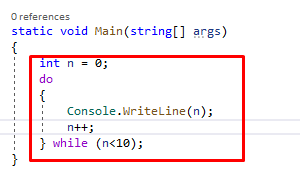 0 references
static void Main(string[] args)
{
    int n = 0;
    do
    {
        Console.WriteLine(n);
        n++;
    } while (n<10);
}